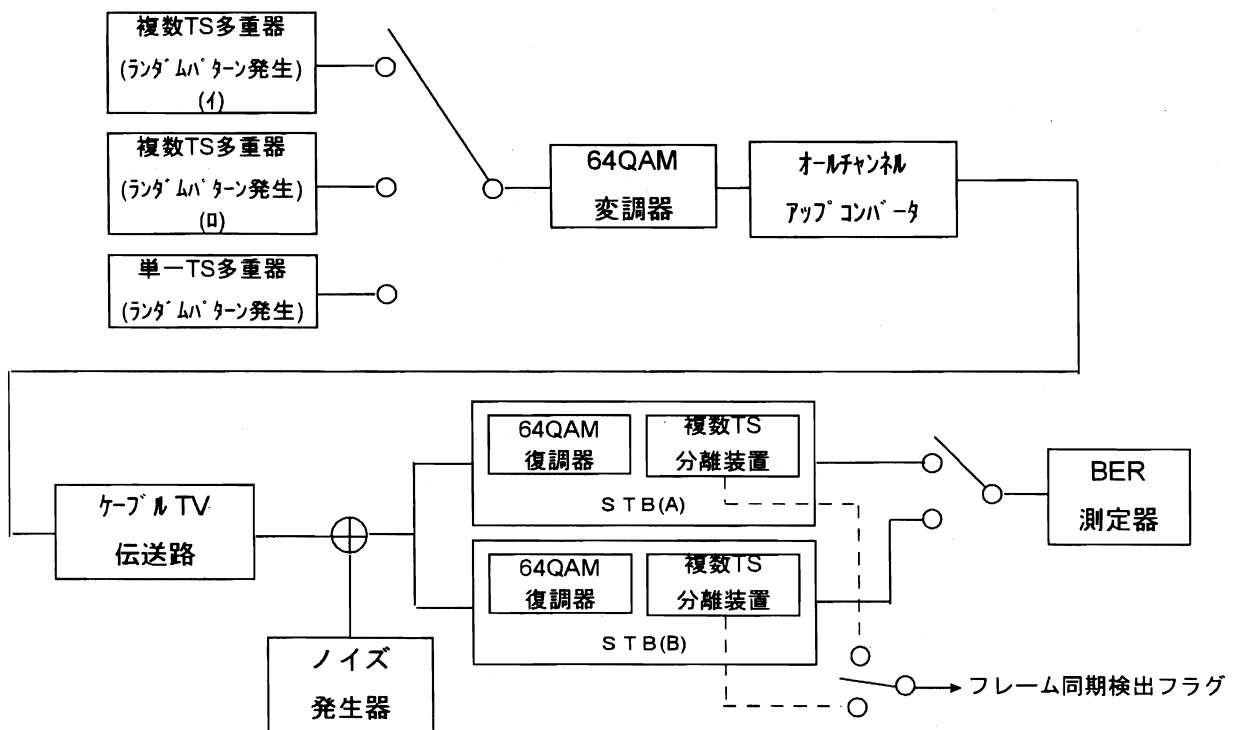 複数TS多重器
(ﾗﾝﾀﾞﾑﾊﾟﾀｰﾝ発生)
(ｲ)
複数TS多重器
(ﾗﾝﾀﾞﾑﾊﾟﾀｰﾝ発生)
(ﾛ)
単一TS多重器
(ﾗﾝﾀﾞﾑﾊﾟﾀｰﾝ発生)
64QAM
変調器
ｵｰﾙﾁｬﾝﾈﾙ
ｱｯﾌﾟｺﾝﾊﾞｰﾀ
ｹｰﾌﾞﾙTV
伝送路
ノイズ
発生器
64QAM
復調器
複数TS
分離装置
ＳＴＢ(A)
64QAM
復調器
複数TS
分離装置
ＳＴＢ(B)
BER
測定器
フレーム同期検出フラグ